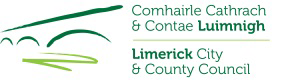 Comhairle Cathrach
& Contae Luimnigh
Limerick City
& County Council